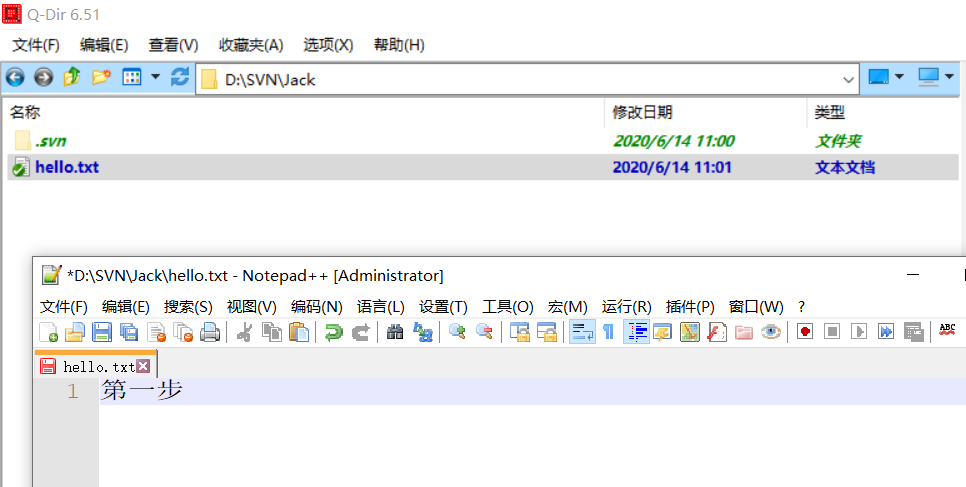 Q-Dir 6.51
文件(F) 编辑(E) 查看(V) 收藏夹(A) 选项(X) 帮助(H)
D:\SVN\Jack
名称 修改日期 类型
.svn 2020/6/14 11:00 文件夹
hello.txt 2020/6/14 11:01 文本文档
*D:\SVN\Jack\hello.txt - Notepad++ [Administrator]
文件(F) 编辑(E) 搜索(S) 视图(V) 编码(N) 语言(L) 设置(T) 工具(O) 宏(M) 运行(R) 插件(P) 窗口(W) ?
ABC
hello.txt
1 第一步